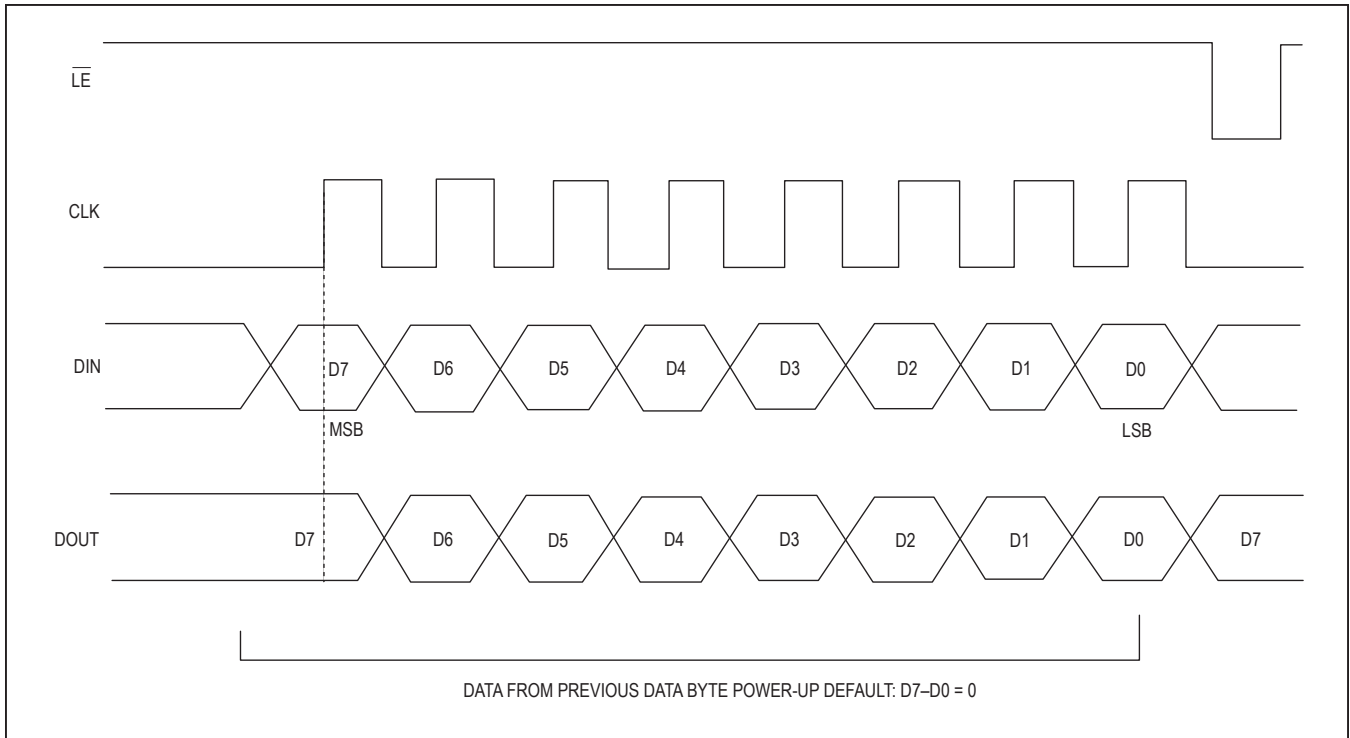 L̅E̅
CLK
DIN
D7 D6 D5 D4 D3 D2 D1 D0
MSB LSB
DOUT
D7 D6 D5 D4 D3 D2 D1 D0 D7
DATA FROM PREVIOUS DATA BYTE POWER-UP DEFAULT: D7–D0 = 0